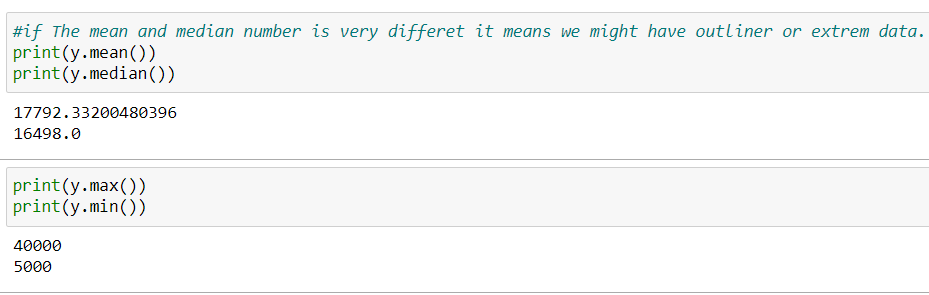 #if The mean and median number is very differet it means we might have outliner or extrem data.
print(y.mean())
print(y.median())
17792.33200480396
16498.0
print(y.max())
print(y.min())
40000
5000